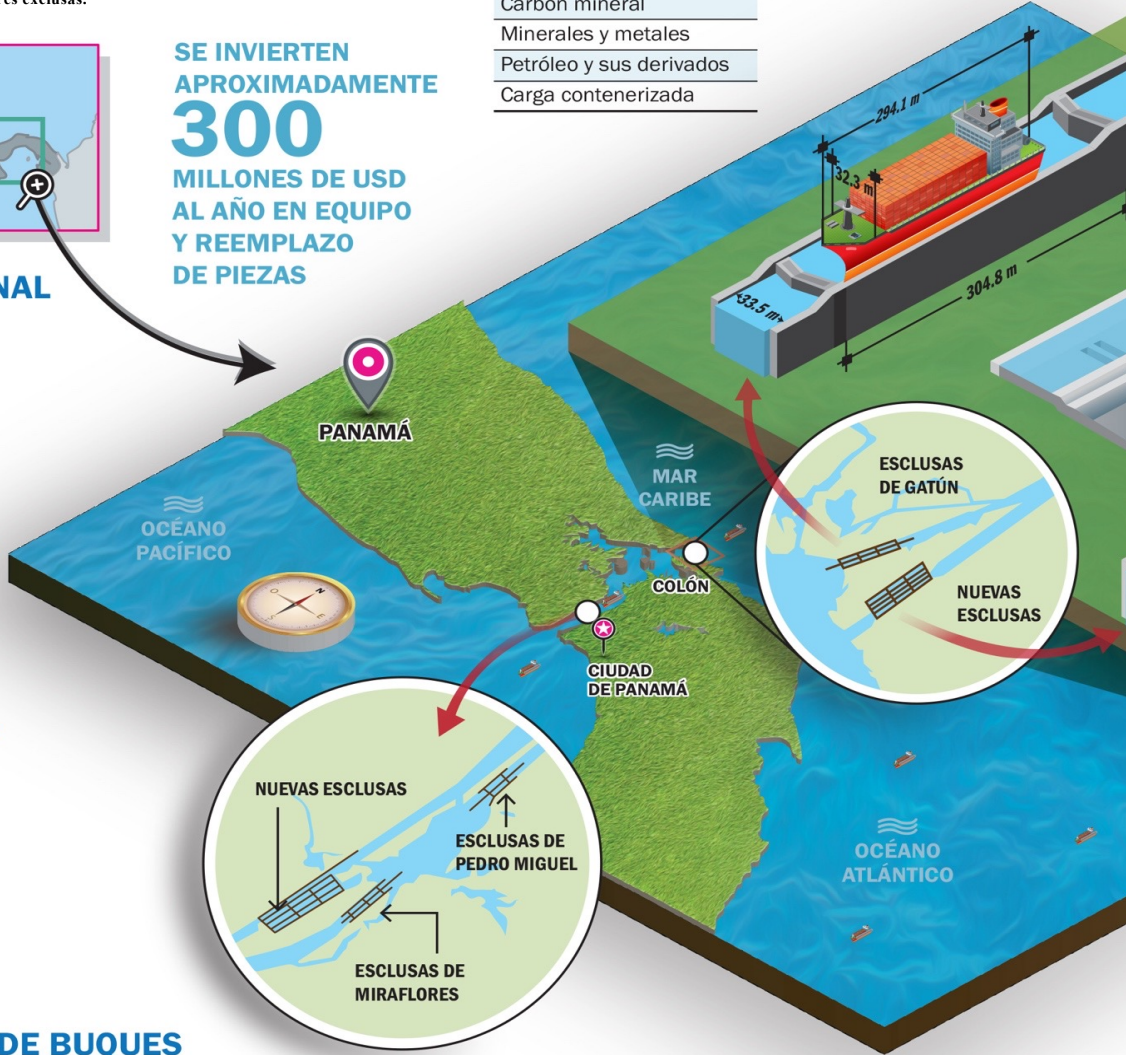 exclusas.
Carbón mineral
Minerales y metales
Petróleo y sus derivados
Carga contenerizada
SE INVIERTEN
APROXIMADAMENTE
300
MILLONES DE USD
AL AÑO EN EQUIPO
Y REEMPLAZO
DE PIEZAS
NAL
294.1 m
32.3 m
33.5 m
304.8 m
PANAMÁ
OCÉANO
PACÍFICO
MAR
CARIBE
ESCLUSAS
DE GATÚN
NUEVAS
ESCLUSAS
COLÓN
O
N
S
E
CIUDAD
DE PANAMÁ
NUEVAS ESCLUSAS
ESCLUSAS DE
PEDRO MIGUEL
ESCLUSAS DE
MIRAFLORES
OCÉANO
ATLÁNTICO
DE BUQUES